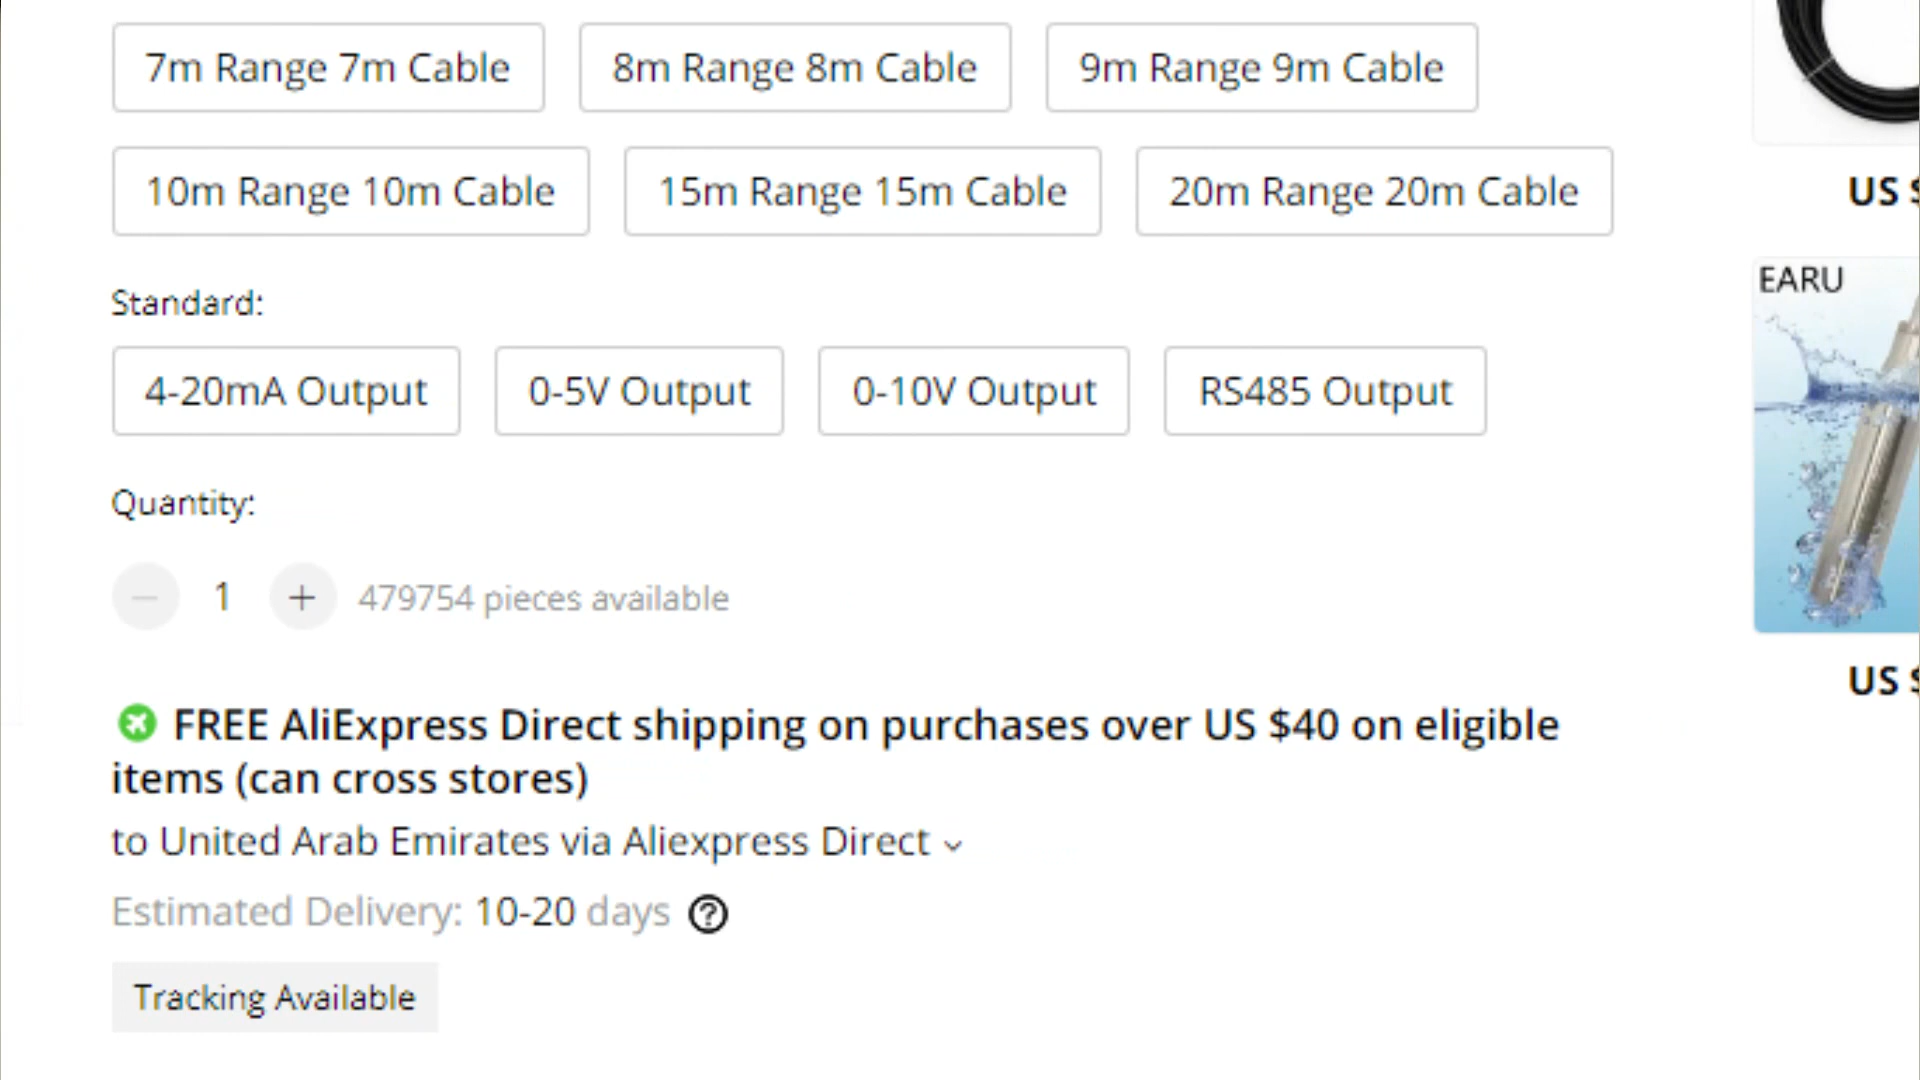 7m Range 7m Cable
8m Range 8m Cable
9m Range 9m Cable
10m Range 10m Cable
15m Range 15m Cable
20m Range 20m Cable
US $
Standard:
EARU
4-20mA Output
0-5V Output
0-10V Output
RS485 Output
Quantity:
1
479754 pieces available
US $
FREE AliExpress Direct shipping on purchases over US $40 on eligible
items (can cross stores)
to United Arab Emirates via Aliexpress Direct
Estimated Delivery: 10-20 days
Tracking Available